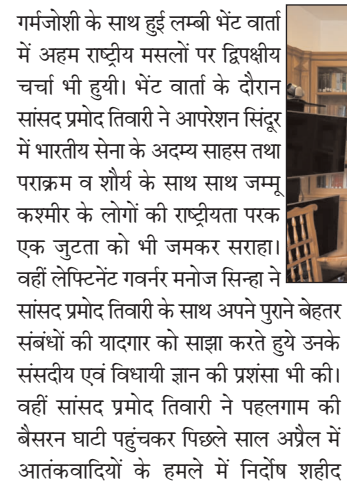 गर्मजोशी के साथ हुई लम्बी भेंट वार्ता
में अहम राष्ट्रीय मसलों पर द्विपक्षीय
चर्चा भी हुयी। भेंट वार्ता के दौरान
सांसद प्रमोद तिवारी ने आपरेशन सिंदूर
में भारतीय सेना के अदम्य साहस तथा
पराक्रम व शौर्य के साथ साथ जम्मू
कश्मीर के लोगों की राष्ट्रीयता परक
एक जुटता को भी जमकर सराहा।
वहीं लेफ्टिनेंट गवर्नर मनोज सिन्हा ने
सांसद प्रमोद तिवारी के साथ अपने पुराने बेहतर
संबंधों की यादगार को साझा करते हुये उनके
संसदीय एवं विधायी ज्ञान की प्रशंसा भी की।
वहीं सांसद प्रमोद तिवारी ने पहलगाम की
बैसरन घाटी पहुंचकर पिछले साल अप्रैल में
आतंकवादियों के हमले में निर्दोष शहीद